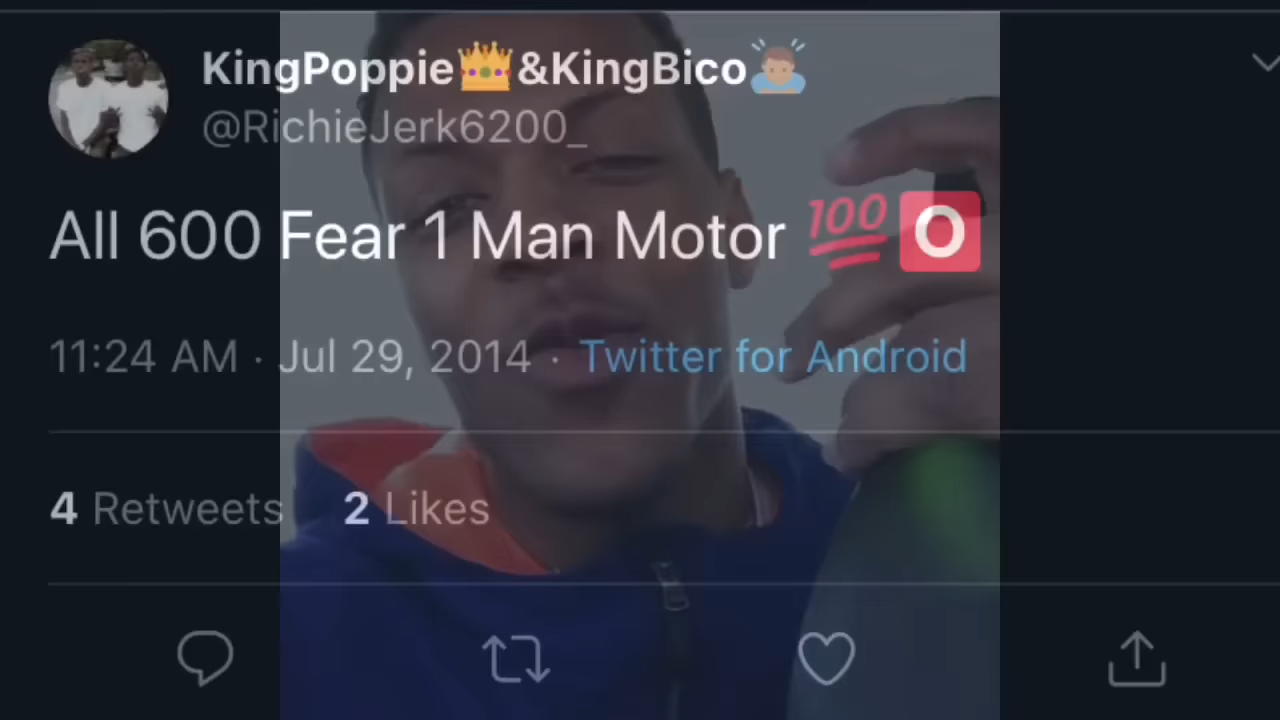 KingPoppie👑&KingBico🙇🏽‍♂️
@RichieJerk6200_
All 600 Fear 1 Man Motor 💯🅾️
11:24 AM · Jul 29, 2014 · Twitter for Android
4 Retweets 2 Likes